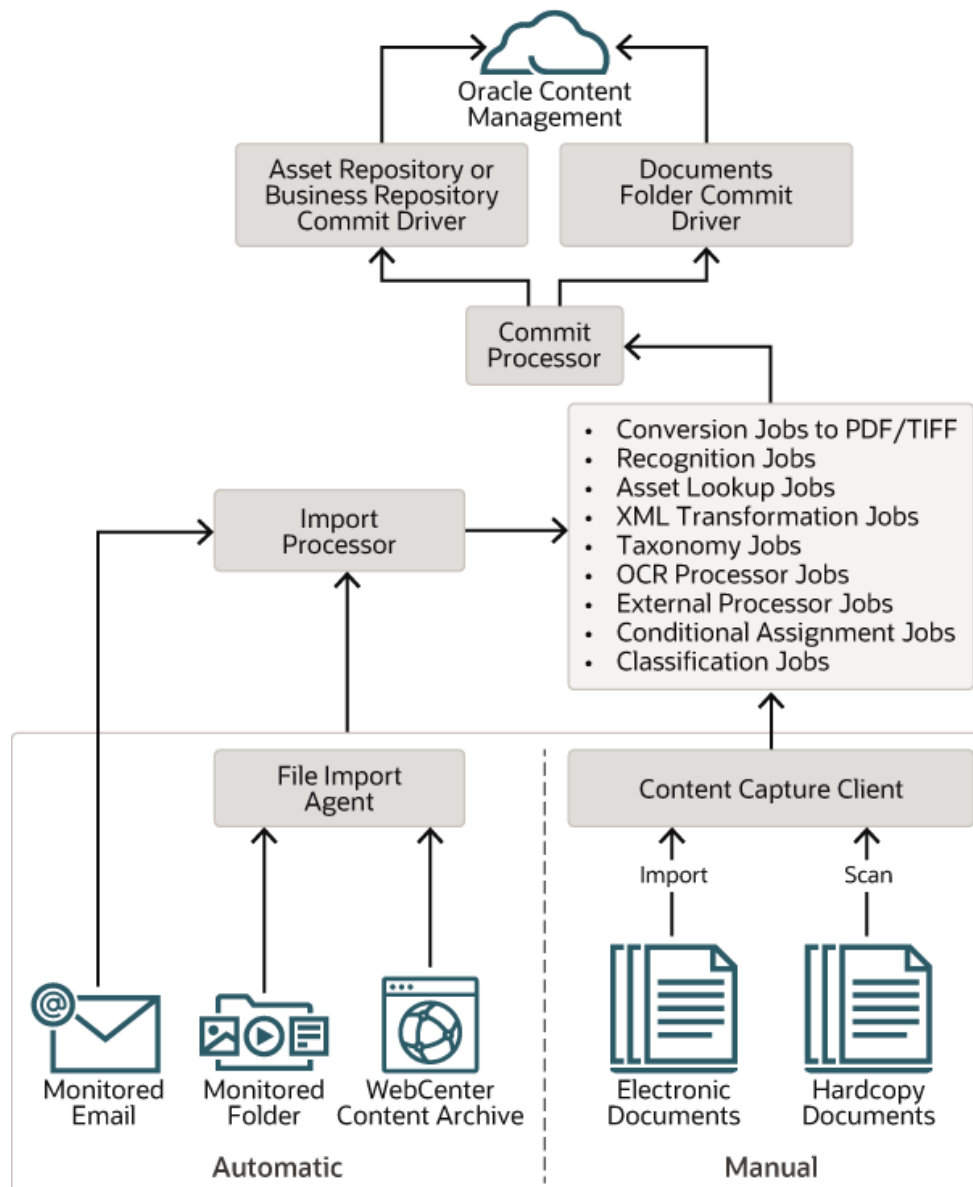 Oracle Content
Management
Asset Repository or
Business Repository
Commit Driver
Documents
Folder Commit
Driver
Commit
Processor
• Conversion Jobs to PDF/TIFF
• Recognition Jobs
• Asset Lookup Jobs
• XML Transformation Jobs
• Taxonomy Jobs
• OCR Processor Jobs
• External Processor Jobs
• Conditional Assignment Jobs
• Classification Jobs
Import
Processor
File Import
Agent
Content Capture Client
Import
Scan
@
Monitored
Email
Monitored
Folder
WebCenter
Content Archive
Electronic
Documents
Hardcopy
Documents
Automatic
Manual